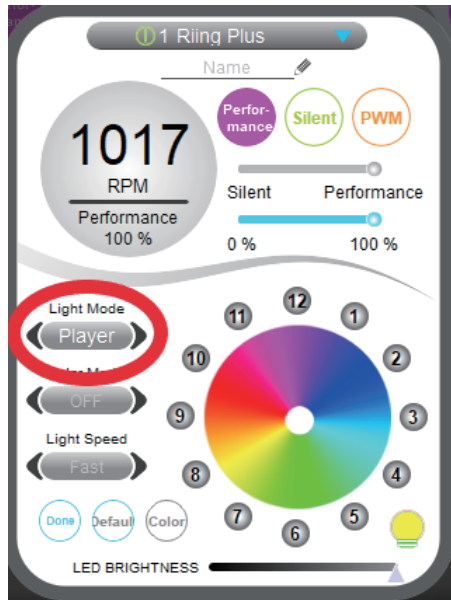 1 Riing Plus
Name
Perfor-
mance
Silent
PWM
1017
RPM
Performance
100 %
Silent Performance
0 % 100 %
Light Mode
Player
OFF
Light Speed
Fast
12
1
2
3
4
5
6
7
8
9
10
11
Done
Defaul
Color
LED BRIGHTNESS